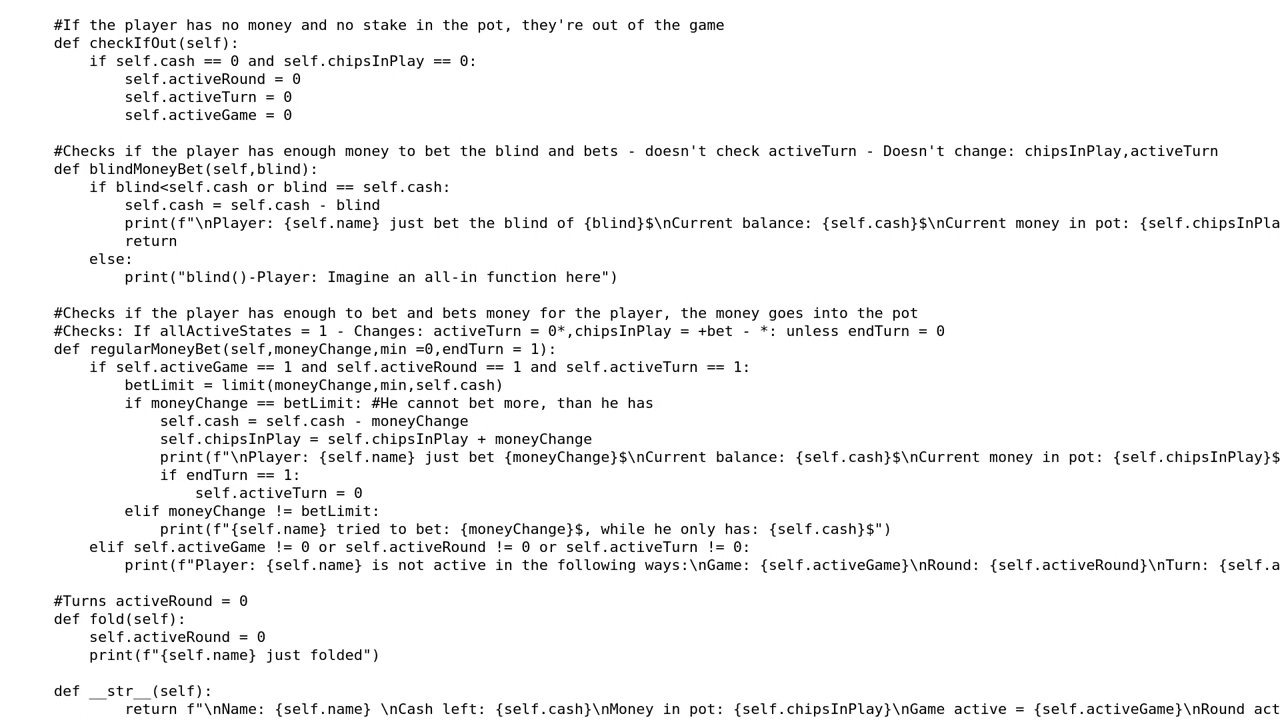 #If the player has no money and no stake in the pot, they're out of the game
def checkIfOut(self):
    if self.cash == 0 and self.chipsInPlay == 0:
        self.activeRound = 0
        self.activeTurn = 0
        self.activeGame = 0

#Checks if the player has enough money to bet the blind and bets - doesn't check activeTurn - Doesn't change: chipsInPlay,activeTurn
def blindMoneyBet(self,blind):
    if blind<self.cash or blind == self.cash:
        self.cash = self.cash - blind
        print(f"\nPlayer: {self.name} just bet the blind of {blind}$\nCurrent balance: {self.cash}$\nCurrent money in pot: {self.chipsInPla
        return
    else:
        print("blind()-Player: Imagine an all-in function here")

#Checks if the player has enough to bet and bets money for the player, the money goes into the pot
#Checks: If allActiveStates = 1 - Changes: activeTurn = 0*,chipsInPlay = +bet - *: unless endTurn = 0
def regularMoneyBet(self,moneyChange,min =0,endTurn = 1):
    if self.activeGame == 1 and self.activeRound == 1 and self.activeTurn == 1:
        betLimit = limit(moneyChange,min,self.cash)
        if moneyChange == betLimit: #He cannot bet more, than he has
            self.cash = self.cash - moneyChange
            self.chipsInPlay = self.chipsInPlay + moneyChange
            print(f"\nPlayer: {self.name} just bet {moneyChange}$\nCurrent balance: {self.cash}$\nCurrent money in pot: {self.chipsInPlay}$
            if endTurn == 1:
                self.activeTurn = 0
        elif moneyChange != betLimit:
            print(f"{self.name} tried to bet: {moneyChange}$, while he only has: {self.cash}$")
    elif self.activeGame != 0 or self.activeRound != 0 or self.activeTurn != 0:
        print(f"Player: {self.name} is not active in the following ways:\nGame: {self.activeGame}\nRound: {self.activeRound}\nTurn: {self.a

#Turns activeRound = 0
def fold(self):
    self.activeRound = 0
    print(f"{self.name} just folded")

def __str__(self):
        return f"\nName: {self.name} \nCash left: {self.cash}\nMoney in pot: {self.chipsInPlay}\nGame active = {self.activeGame}\nRound act